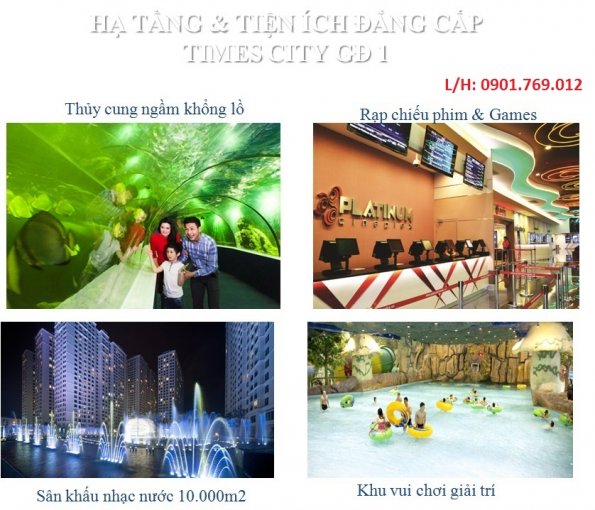 HẠ TẦNG & TIỆN ÍCH ĐẲNG CẤP
TIMES CITY GĐ 1
L/H: 0901.769.012
Thủy cung ngầm khổng lồ
Rạp chiếu phim & Games
PLATINUM
cineplex
Sân khấu nhạc nước 10.000m2
Khu vui chơi giải trí